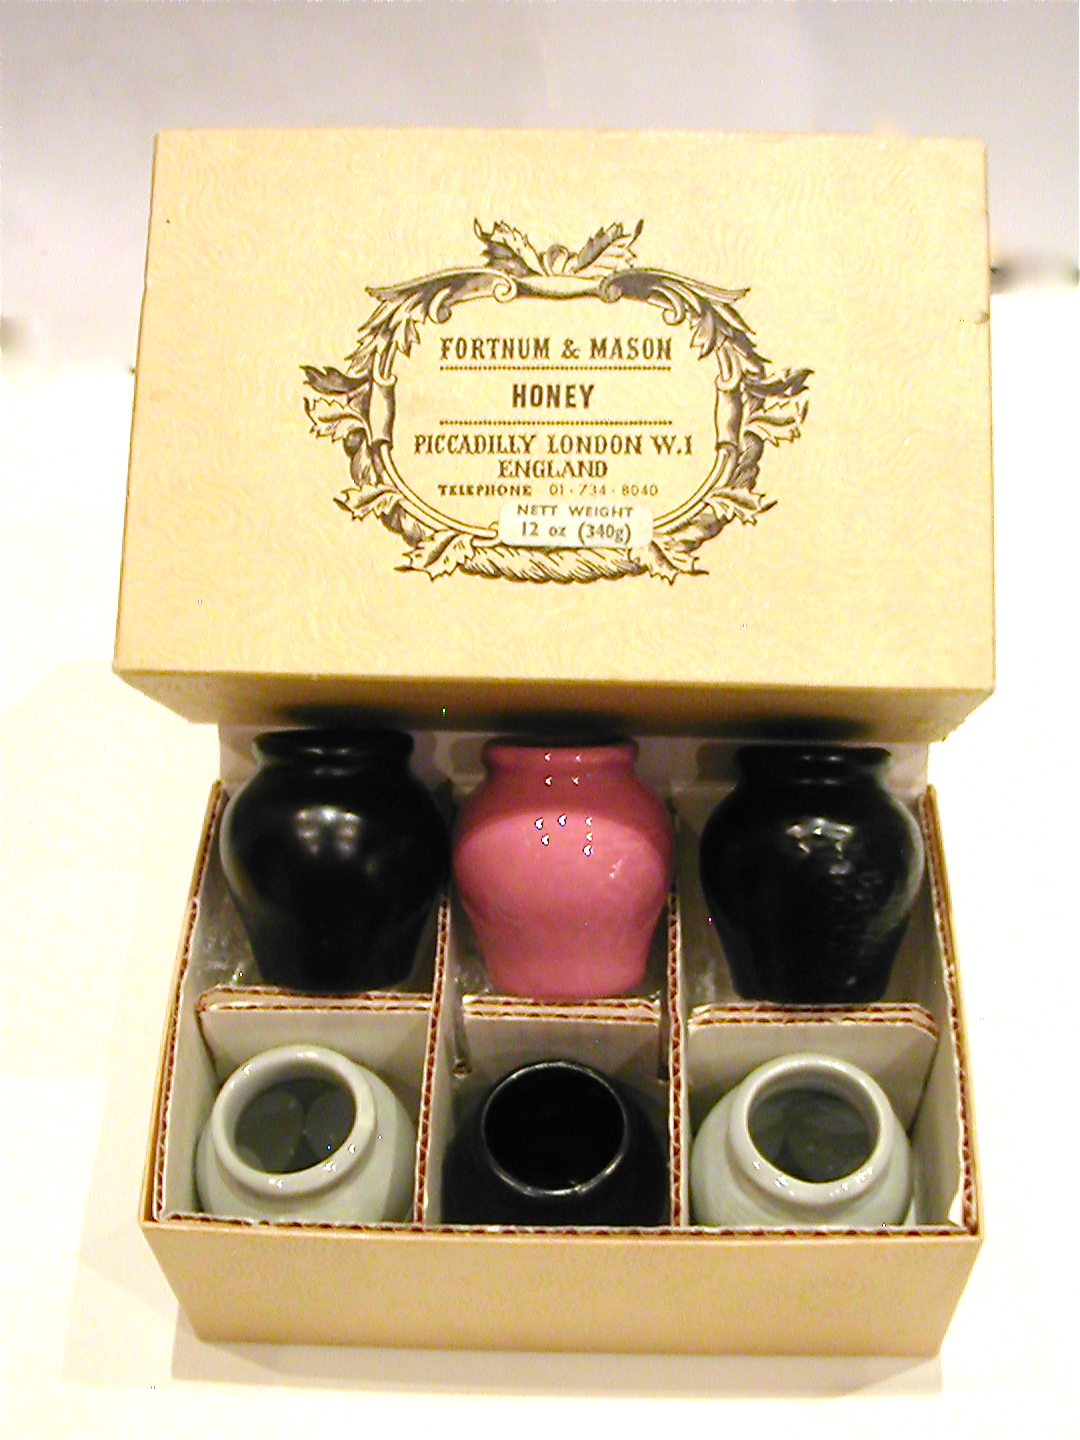 FORTNUM & MASON
HONEY
PICCADILLY LONDON W.1
ENGLAND
TELEPHONE 01·734·8040
NETT WEIGHT
12 oz (340g)